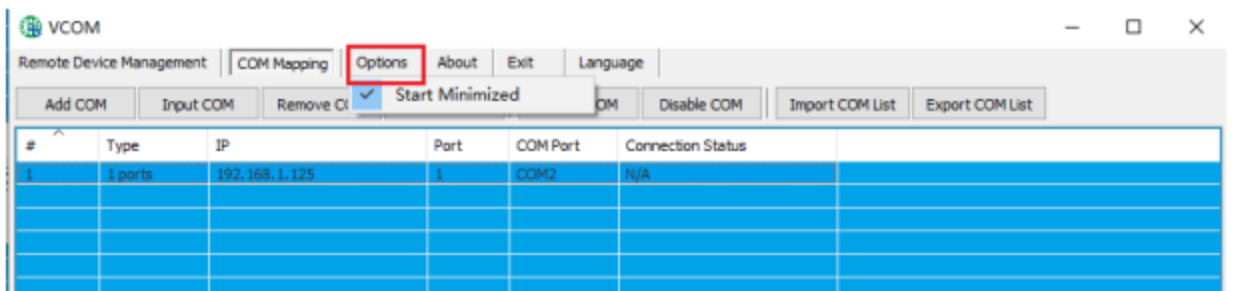 VCOM
Remote Device Management COM Mapping Options About Exit Language
Start Minimized
Add COM Input COM Remove Disable COM Import COM List Export COM List
# Type IP Port COM Port Connection Status
1 1 ports 192.168.1.125 1 COM2 N/A